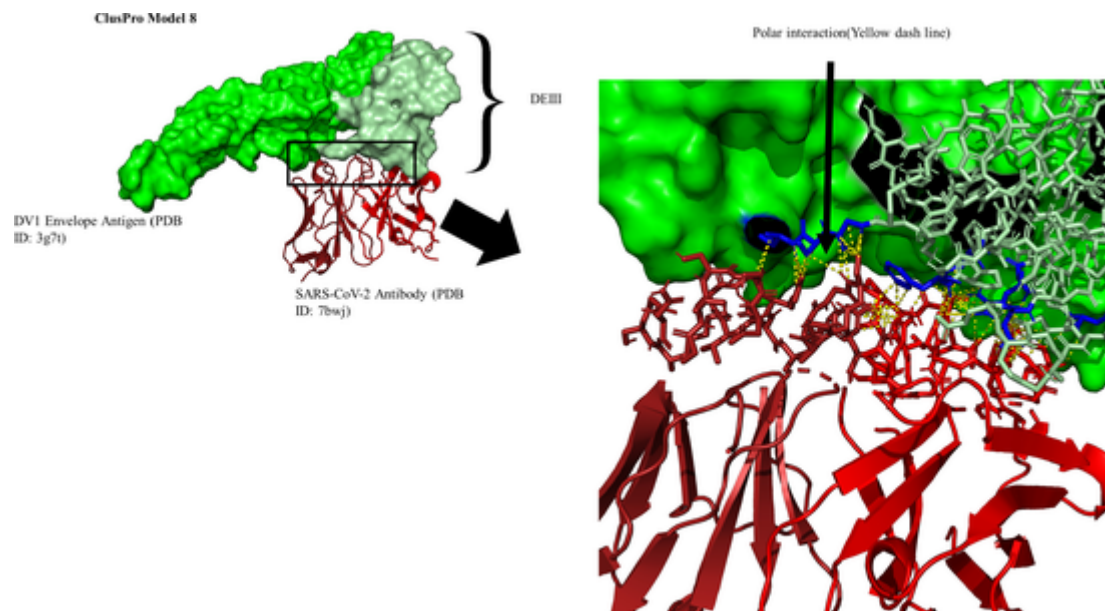 ClusPro Model 8
Polar interaction(Yellow dash line)
DEIII
DV1 Envelope Antigen (PDB
ID: 3g7t)
SARS-CoV-2 Antibody (PDB
ID: 7bwj)